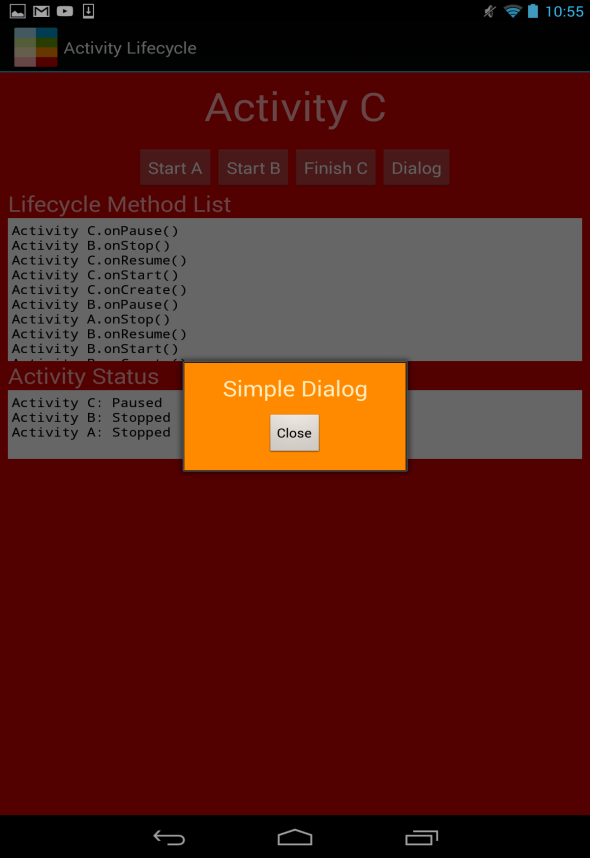 10:55
Activity Lifecycle
Activity C
Start A
Start B
Finish C
Dialog
Lifecycle Method List
Activity C.onPause()
Activity B.onStop()
Activity C.onResume()
Activity C.onStart()
Activity C.onCreate()
Activity B.onPause()
Activity A.onStop()
Activity B.onResume()
Activity B.onStart()
Activity Status
Activity C: Paused
Activity B: Stopped
Activity A: Stopped
Simple Dialog
Close